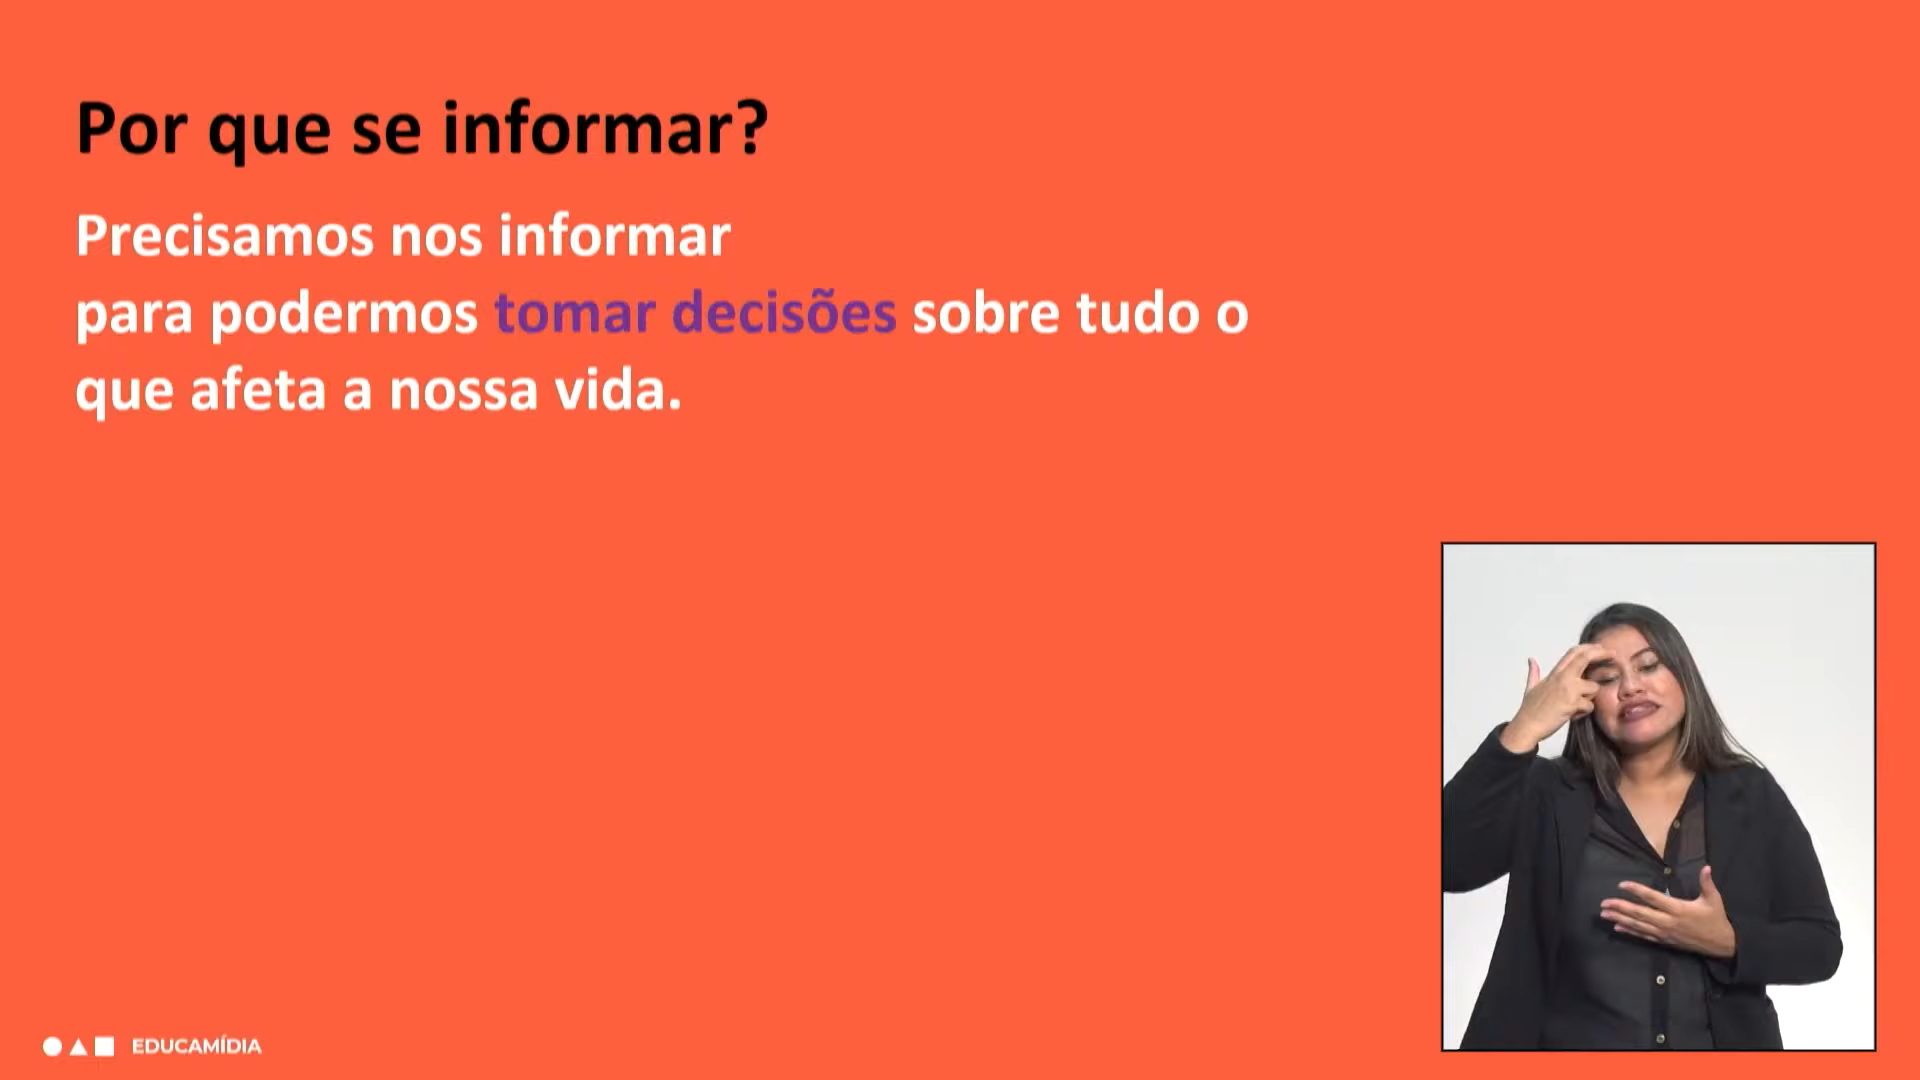 Por que se informar?
Precisamos nos informar
para podermos tomar decisões sobre tudo o
que afeta a nossa vida.
EDUCAMÍDIA